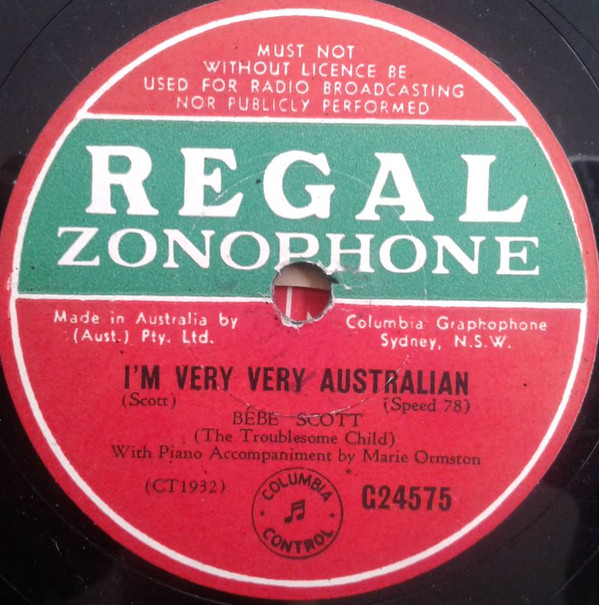 MUST NOT
WITHOUT LICENCE BE
USED FOR RADIO BROADCASTING
NOR PUBLICLY PERFORMED
REGAL
ZONOPHONE
Made in Australia by Columbia Graphophone
(Aust.) Pty. Ltd. Sydney, N.S.W.
I'M VERY VERY AUSTRALIAN
(Scott) (Speed 78)
BÉBE SCOTT
(The Troublesome Child)
With Piano Accompaniment by Marie Ormston
(CT1932)
COLUMBIA
CONTROL
G24575